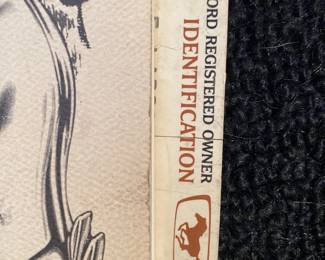 ORD REGISTERED OWNER
IDENTIFICATION